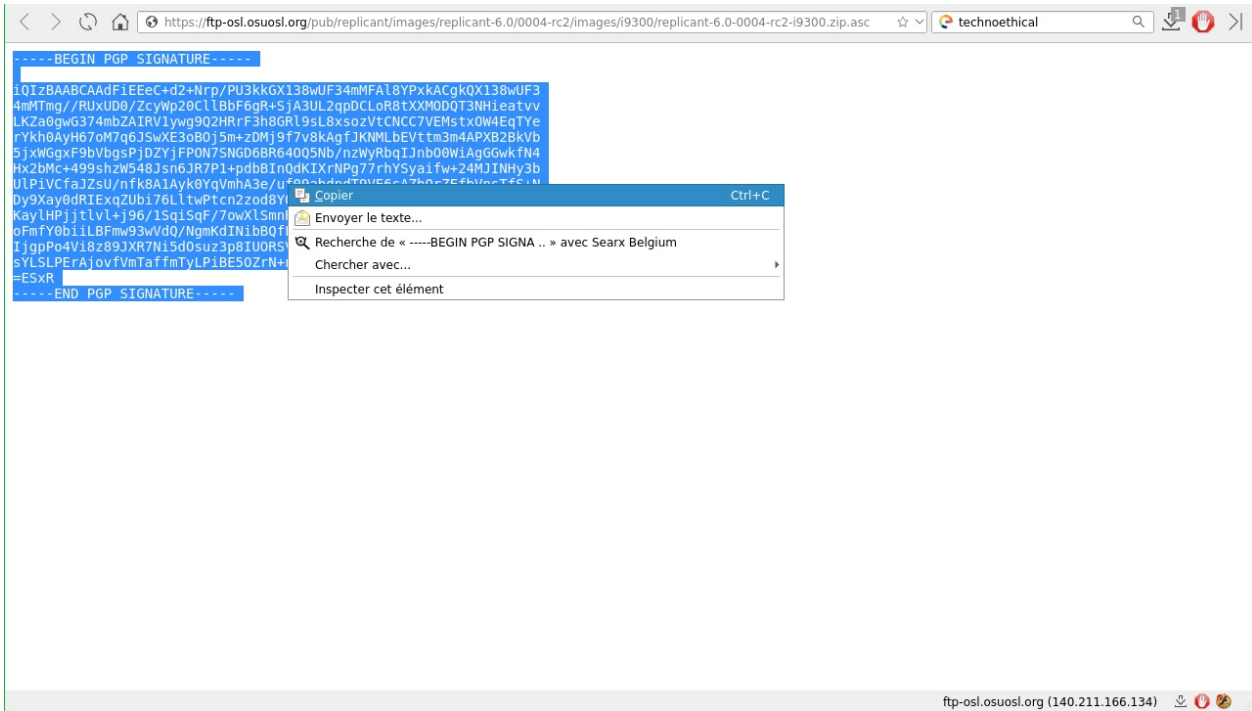 https://ftp-osl.osuosl.org/pub/replicant/images/replicant-6.0/0004-rc2/images/i9300/replicant-6.0-0004-rc2-i9300.zip.asc
technoethical
1
-----BEGIN PGP SIGNATURE-----
iQIzBAABCAAdFiEEeC+d2+Nrp/PU3kkGX138wUF34mMFAl8YPxkACgkQX138wUF3
4mMTmg//RUxUD0/ZcyWp20CllBbF6gR+SjA3UL2qpDCLoR8tXXMODQT3NHieatvv
LKZa0gwG374mbZAIRV1ywg9Q2HRrF3h8GRl9sL8xsozVtCNCC7VEMstxOW4EqTYe
rYkh0AyH67oM7q6JSwXE3oBOj5m+zDMj9f7v8kAgfJKNMLbEVttm3m4APXB2BkVb
5jxWGgxF9bVbgsPjDZYjFPON7SNGD6BR64OQ5Nb/nzWyRbqIJnbO0WiAgGGwkfN4
Hx2bMc+499shzW548Jsn6JR7P1+pdbBInQdKIXrNPg77rhYSyaifw+24MJINHy3b
UlPiVCfaJZsU/nfk8A1Ayk0YqVmhA3e/
Dy9Xay0dRIExqZUbi76LltwPtcn2zod8Y
KaylHPjjtlvl+j96/1SqiSqF/7owXlSmn
oFmfY0biiLBFmw93wVdQ/NgmKdINibBQf
IjgpPo4Vi8z89JXR7Ni5dOsuz3p8IUORS
sYLSLPErAjovfVmTaffmTyLPiBE5OZrN+
=ESxR
-----END PGP SIGNATURE-----
Copier Ctrl+C
Envoyer le texte...
Recherche de « -----BEGIN PGP SIGNA .. » avec Searx Belgium
Chercher avec...
Inspecter cet élément
ftp-osl.osuosl.org (140.211.166.134)